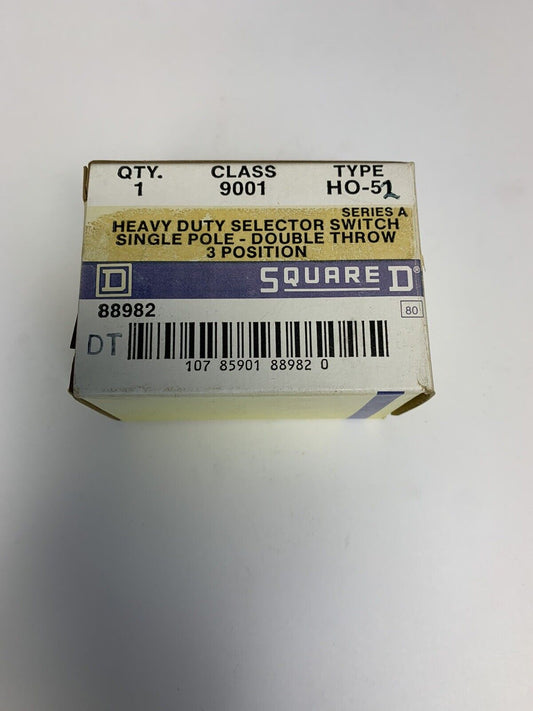 QTY. CLASS TYPE
1 9001 HO-52
SERIES A
HEAVY DUTY SELECTOR SWITCH
SINGLE POLE - DOUBLE THROW
3 POSITION
D SQUARE D®
88982
80
DT
107 85901 88982 0